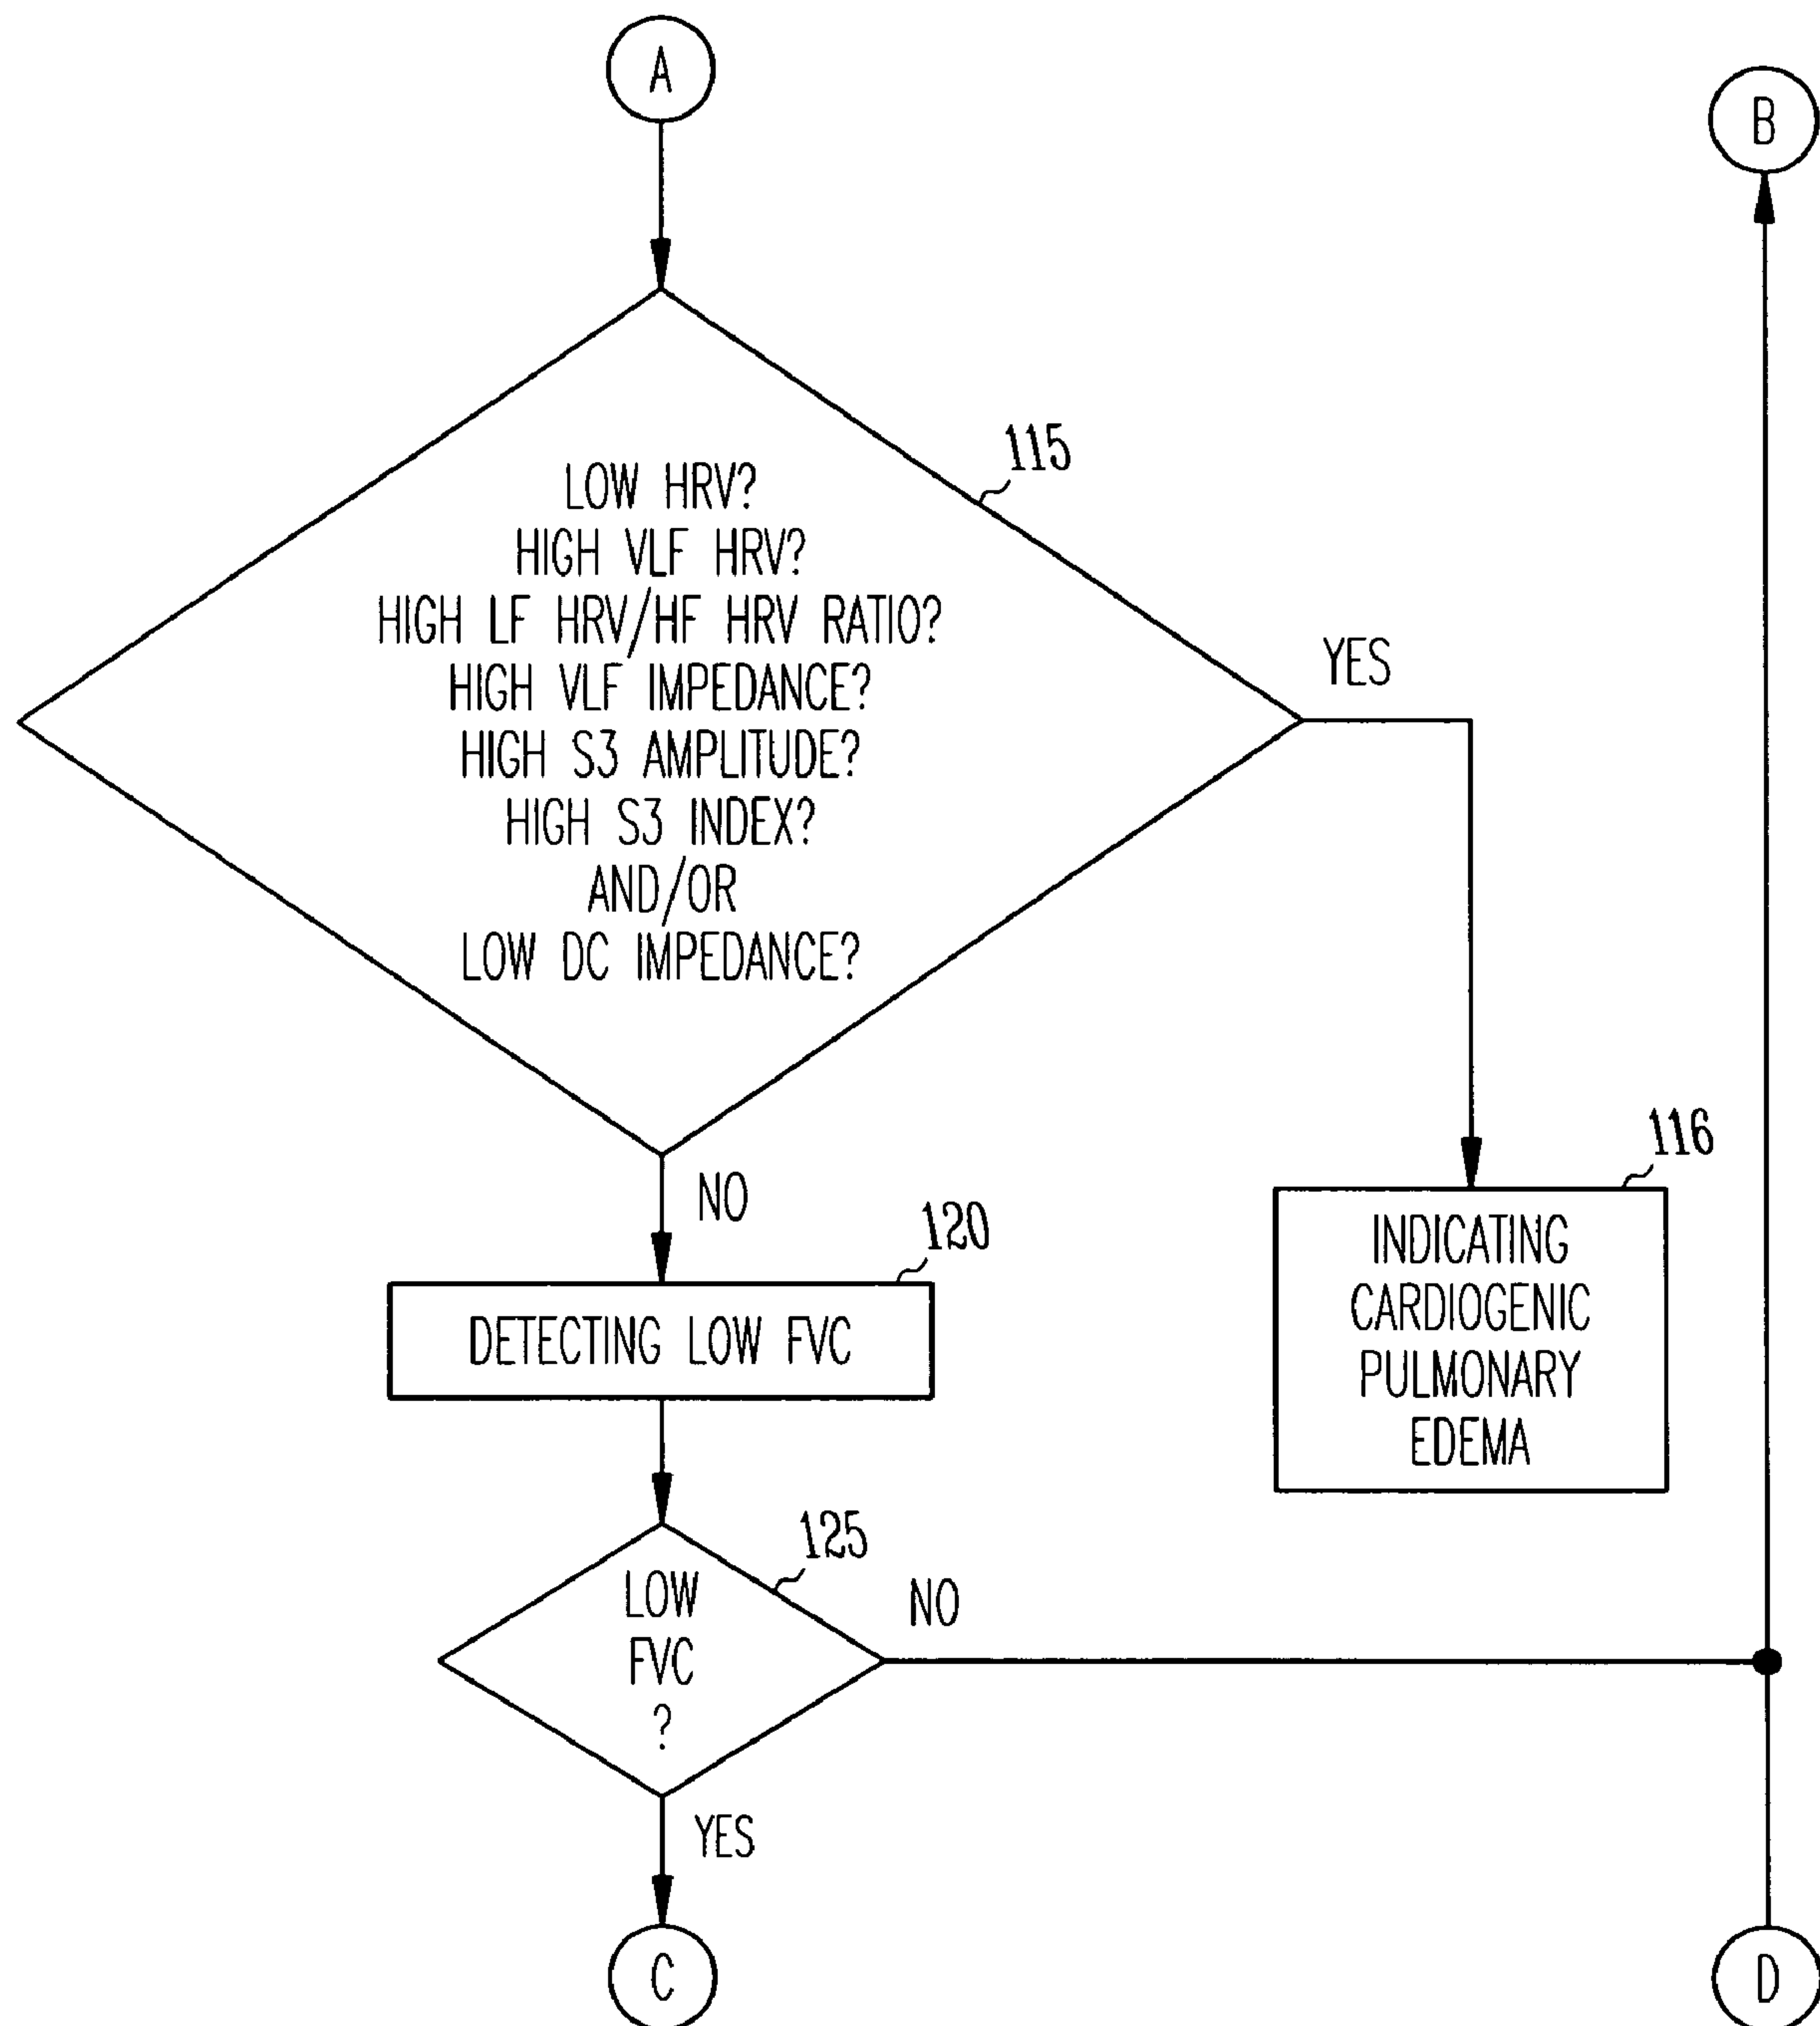 A
B
115
LOW HRV?
HIGH VLF HRV?
HIGH LF HRV/HF HRV RATIO?
HIGH VLF IMPEDANCE?
HIGH S3 AMPLITUDE?
HIGH S3 INDEX?
AND/OR
LOW DC IMPEDANCE?
YES
NO
116
INDICATING
CARDIOGENIC
PULMONARY
EDEMA
120
DETECTING LOW FVC
125
LOW
FVC
?
NO
YES
C
D